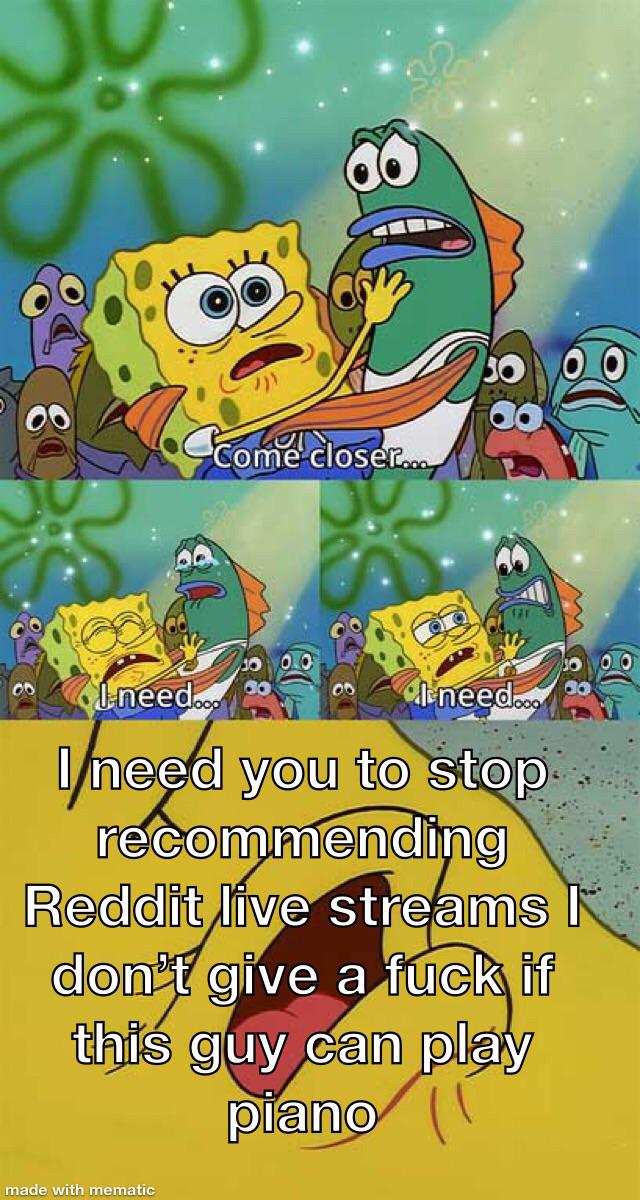 Come closer...
I need...
I need...
I need you to stop
recommending
Reddit live streams I
don’t give a fuck if
this guy can play
piano
made with mematic